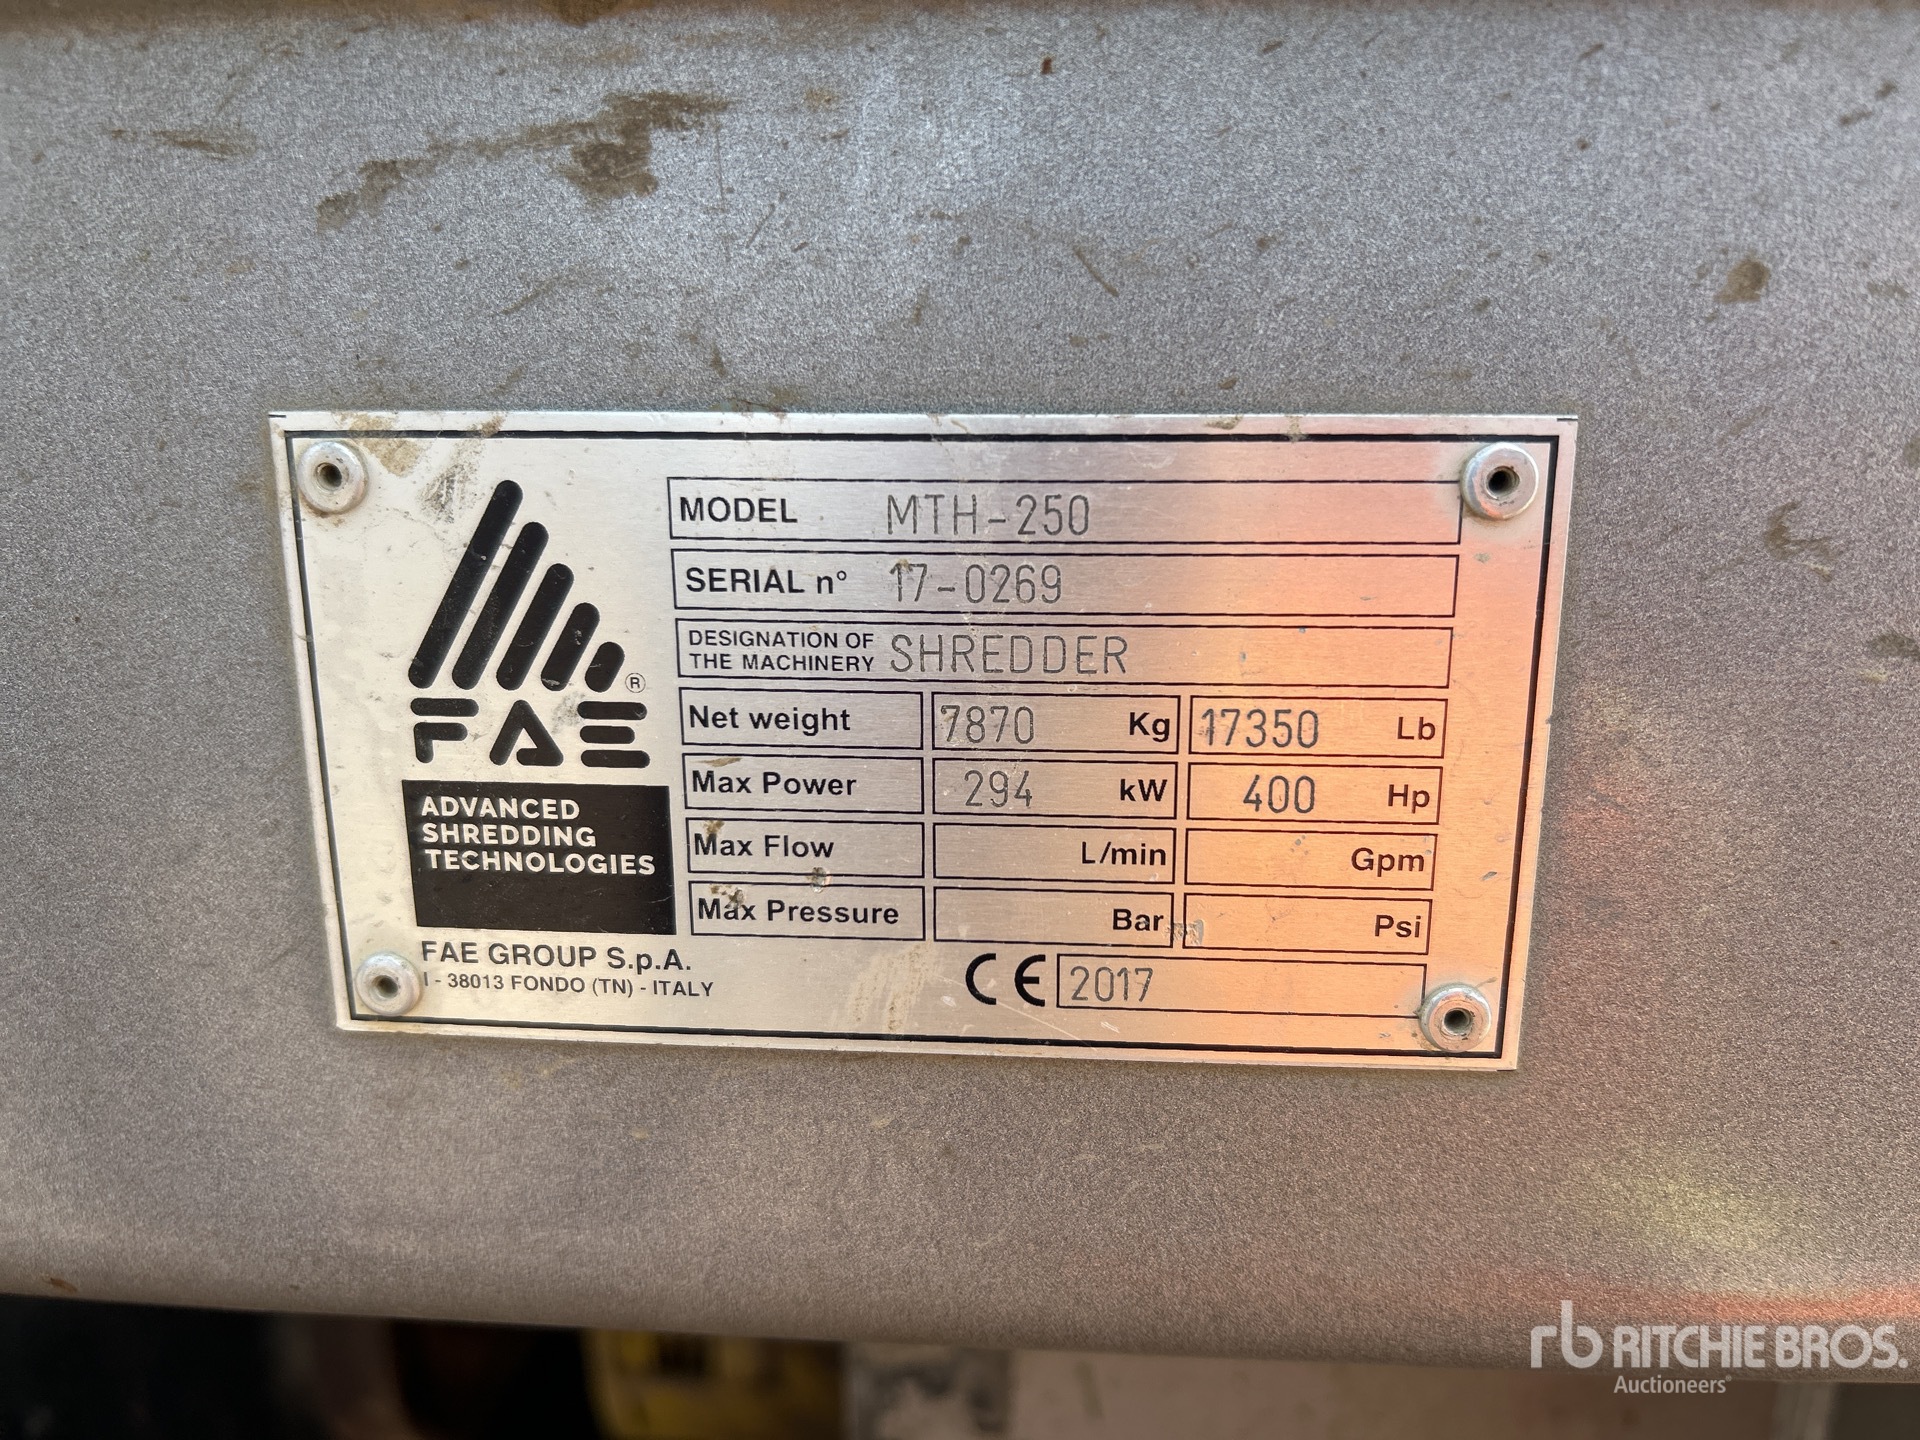 MODEL MTH-250
SERIAL n° 17-0269
DESIGNATION OF
THE MACHINERY SHREDDER
Net weight 7870 Kg 17350 Lb
Max Power 294 kW 400 Hp
Max Flow L/min Gpm
Max Pressure Bar Psi
CE 2017
®
FAE
ADVANCED
SHREDDING
TECHNOLOGIES
FAE GROUP S.p.A.
I - 38013 FONDO (TN) - ITALY
rb RITCHIE BROS.
Auctioneers